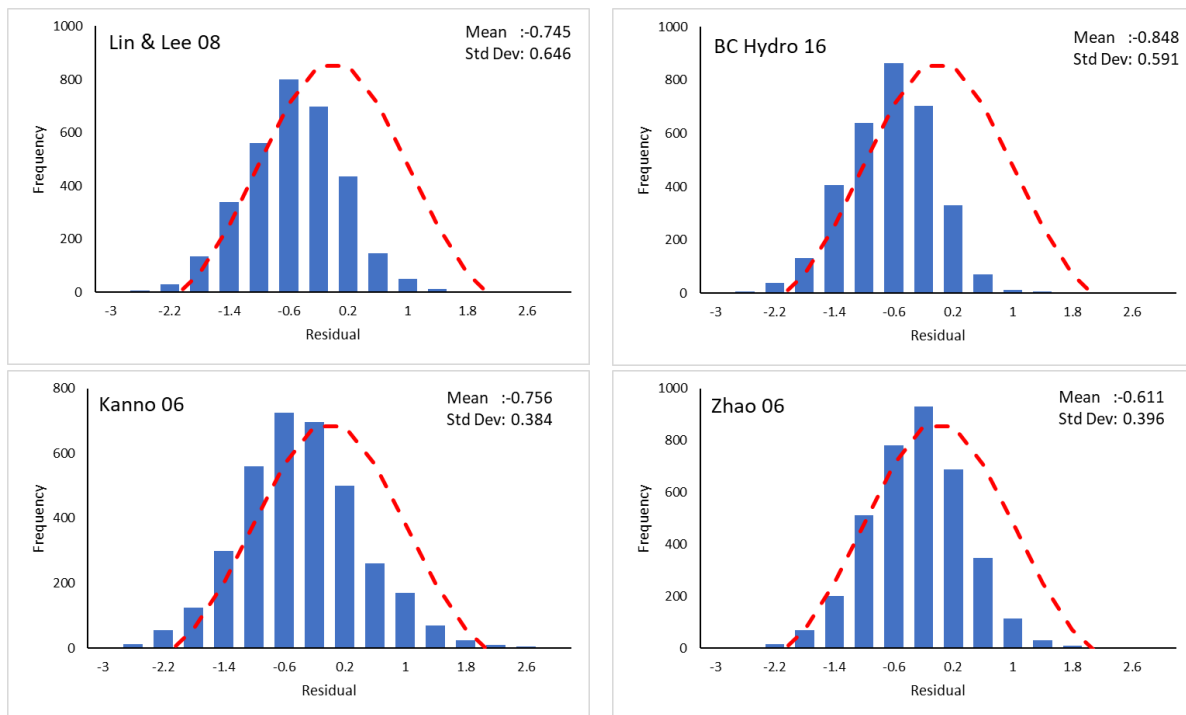 Lin & Lee 08
Mean :-0.745
Std Dev: 0.646
1000
800
600
400
200
0
Frequency
-3 -2.2 -1.4 -0.6 0.2 1 1.8 2.6
Residual
BC Hydro 16
Mean :-0.848
Std Dev: 0.591
1000
800
600
400
200
0
Frequency
-3 -2.2 -1.4 -0.6 0.2 1 1.8 2.6
Residual
Kanno 06
Mean :-0.756
Std Dev: 0.384
800
600
400
200
0
Frequency
-3 -2.2 -1.4 -0.6 0.2 1 1.8 2.6
Residual
Zhao 06
Mean :-0.611
Std Dev: 0.396
1000
800
600
400
200
0
Frequency
-3 -2.2 -1.4 -0.6 0.2 1 1.8 2.6
Residual